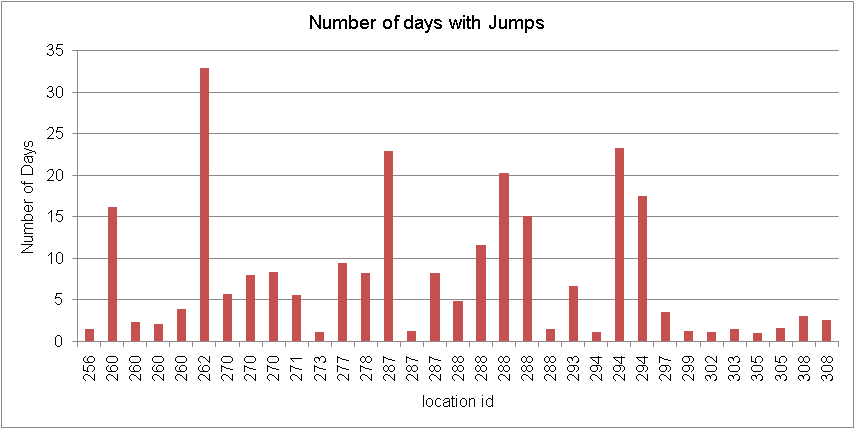 Number of days with Jumps
35
30
25
20
15
10
5
0
Number of Days
256 260 260 260 260 262 270 270 270 271 273 277 278 287 287 287 288 288 288 288 288 293 294 294 294 297 299 302 303 305 305 308 308
location id